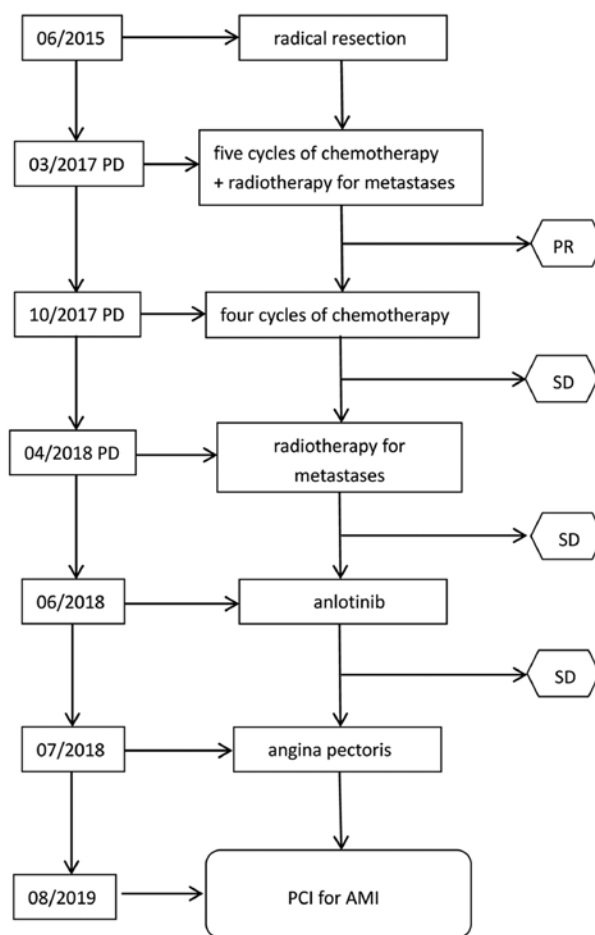 06/2015
radical resection
03/2017 PD
five cycles of chemotherapy
+ radiotherapy for metastases
PR
10/2017 PD
four cycles of chemotherapy
SD
04/2018 PD
radiotherapy for
metastases
SD
06/2018
anlotinib
SD
07/2018
angina pectoris
08/2019
PCI for AMI